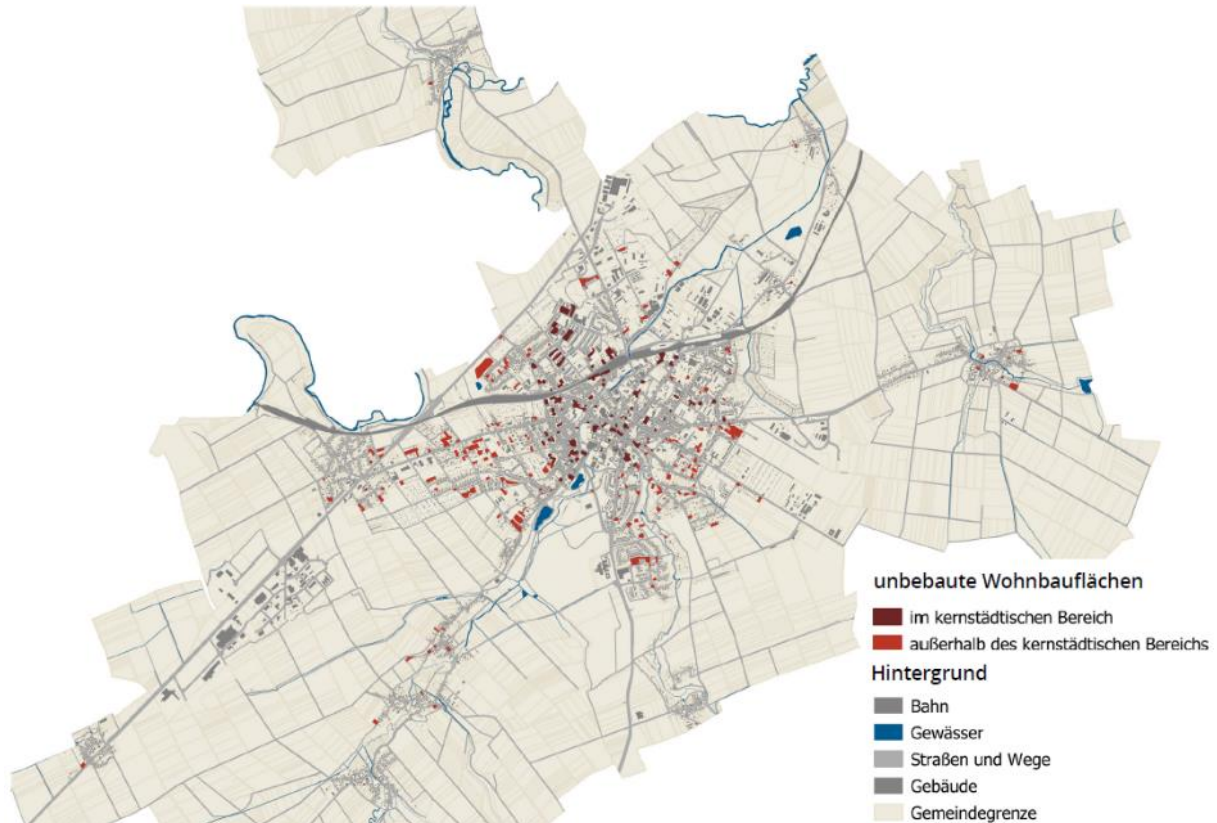 unbebaute Wohnbauflächen
im kernstädtischen Bereich
außerhalb des kernstädtischen Bereichs
Hintergrund
Bahn
Gewässer
Straßen und Wege
Gebäude
Gemeindegrenze